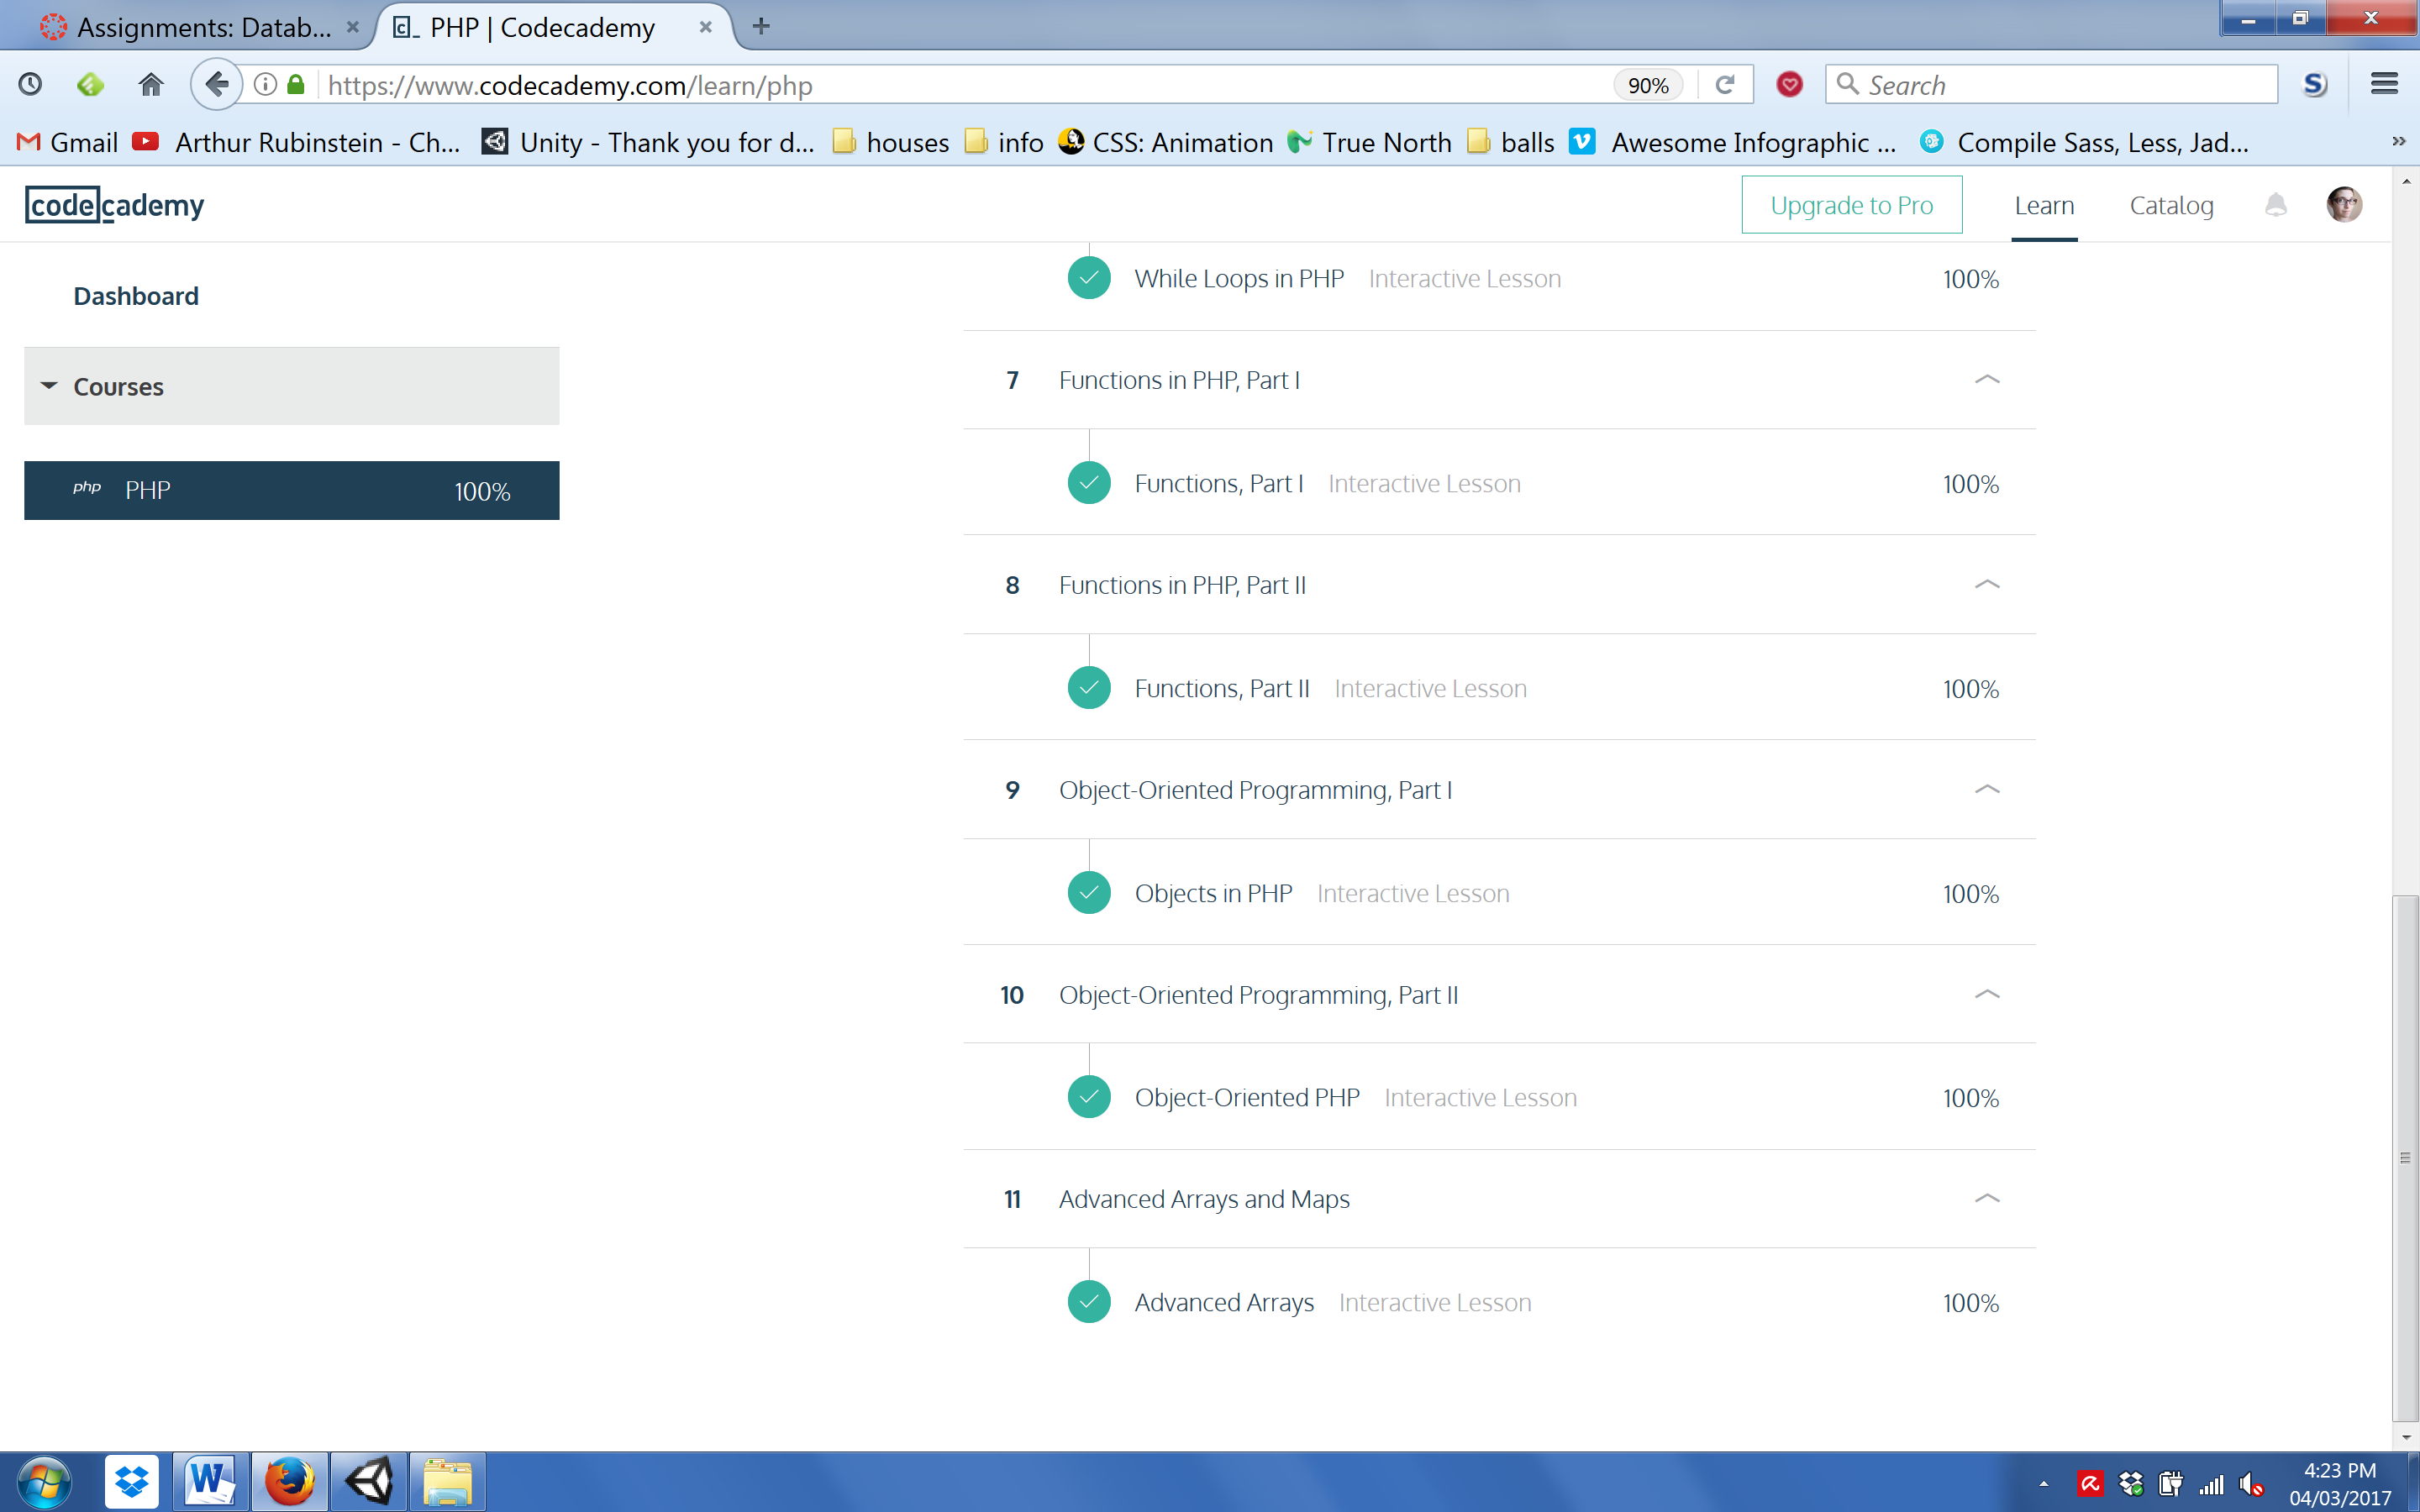 Assignments: Datab...
PHP | Codecademy
https://www.codecademy.com/learn/php
90%
Search
Gmail
Arthur Rubinstein - Ch...
Unity - Thank you for d...
houses
info
CSS: Animation
True North
balls
Awesome Infographic ...
Compile Sass, Less, Jad...
codecademy
Upgrade to Pro
Learn
Catalog
Dashboard
Courses
php PHP 100%
While Loops in PHP Interactive Lesson 100%
7 Functions in PHP, Part I
Functions, Part I Interactive Lesson 100%
8 Functions in PHP, Part II
Functions, Part II Interactive Lesson 100%
9 Object-Oriented Programming, Part I
Objects in PHP Interactive Lesson 100%
10 Object-Oriented Programming, Part II
Object-Oriented PHP Interactive Lesson 100%
11 Advanced Arrays and Maps
Advanced Arrays Interactive Lesson 100%
4:23 PM
04/03/2017